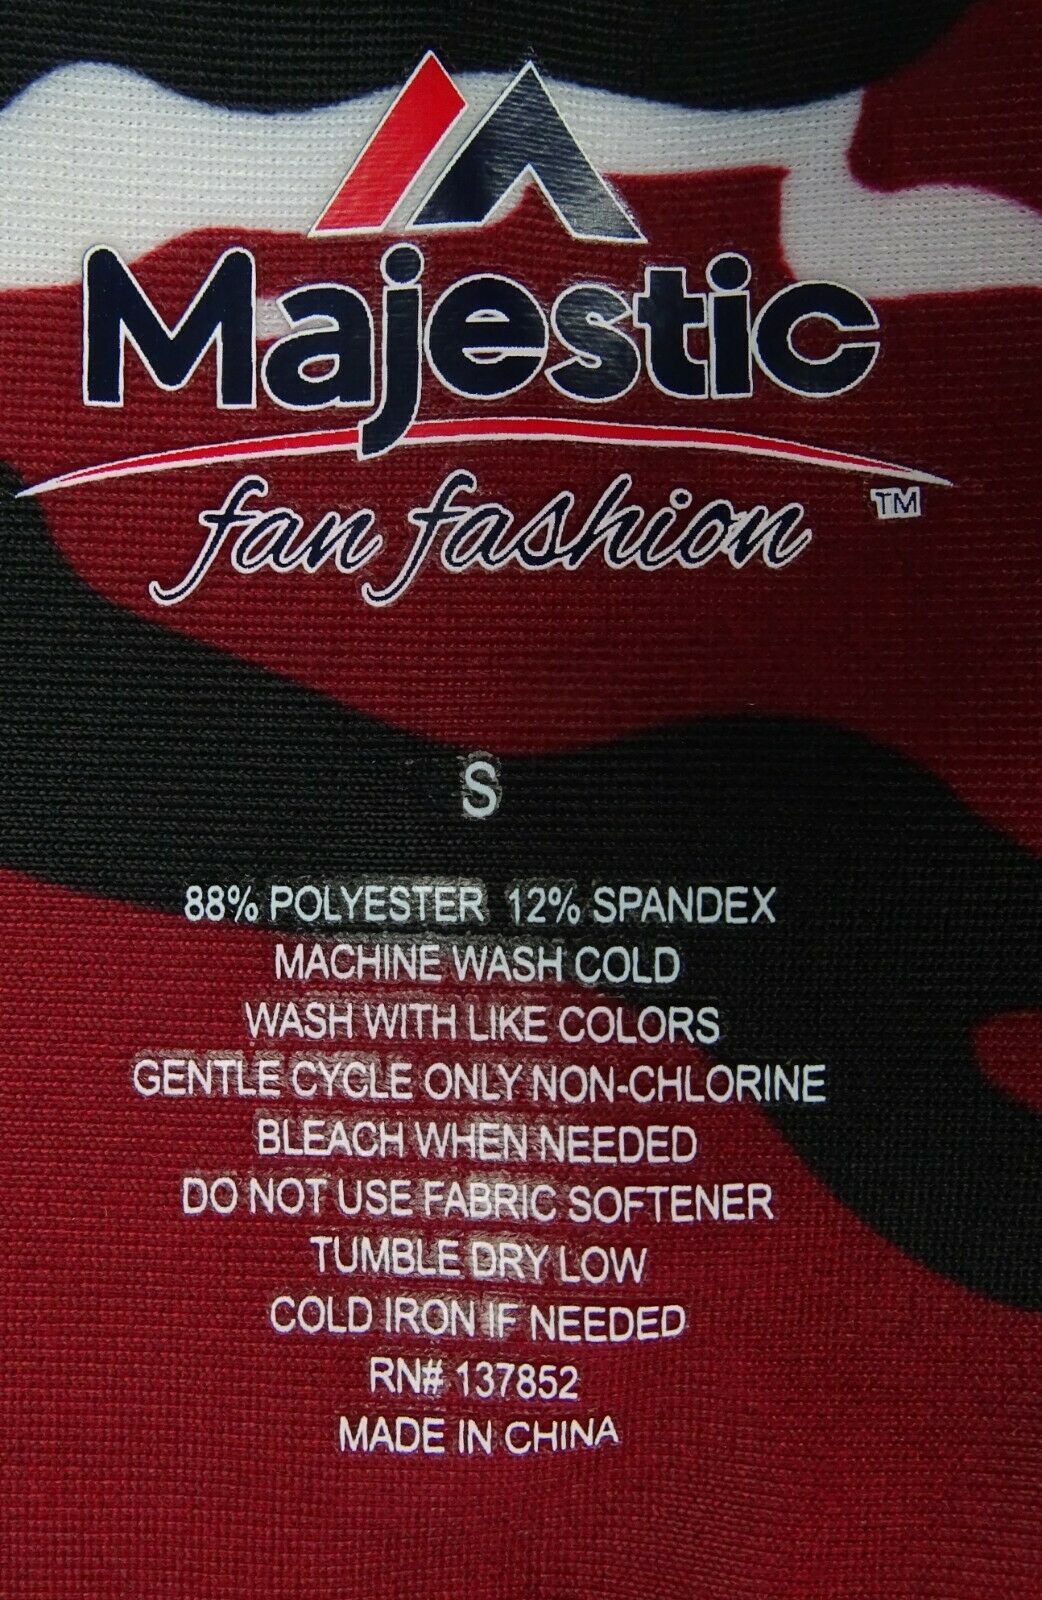 Majestic
fan fashion TM
S
88% POLYESTER 12% SPANDEX
MACHINE WASH COLD
WASH WITH LIKE COLORS
GENTLE CYCLE ONLY NON-CHLORINE
BLEACH WHEN NEEDED
DO NOT USE FABRIC SOFTENER
TUMBLE DRY LOW
COLD IRON IF NEEDED
RN# 137852
MADE IN CHINA